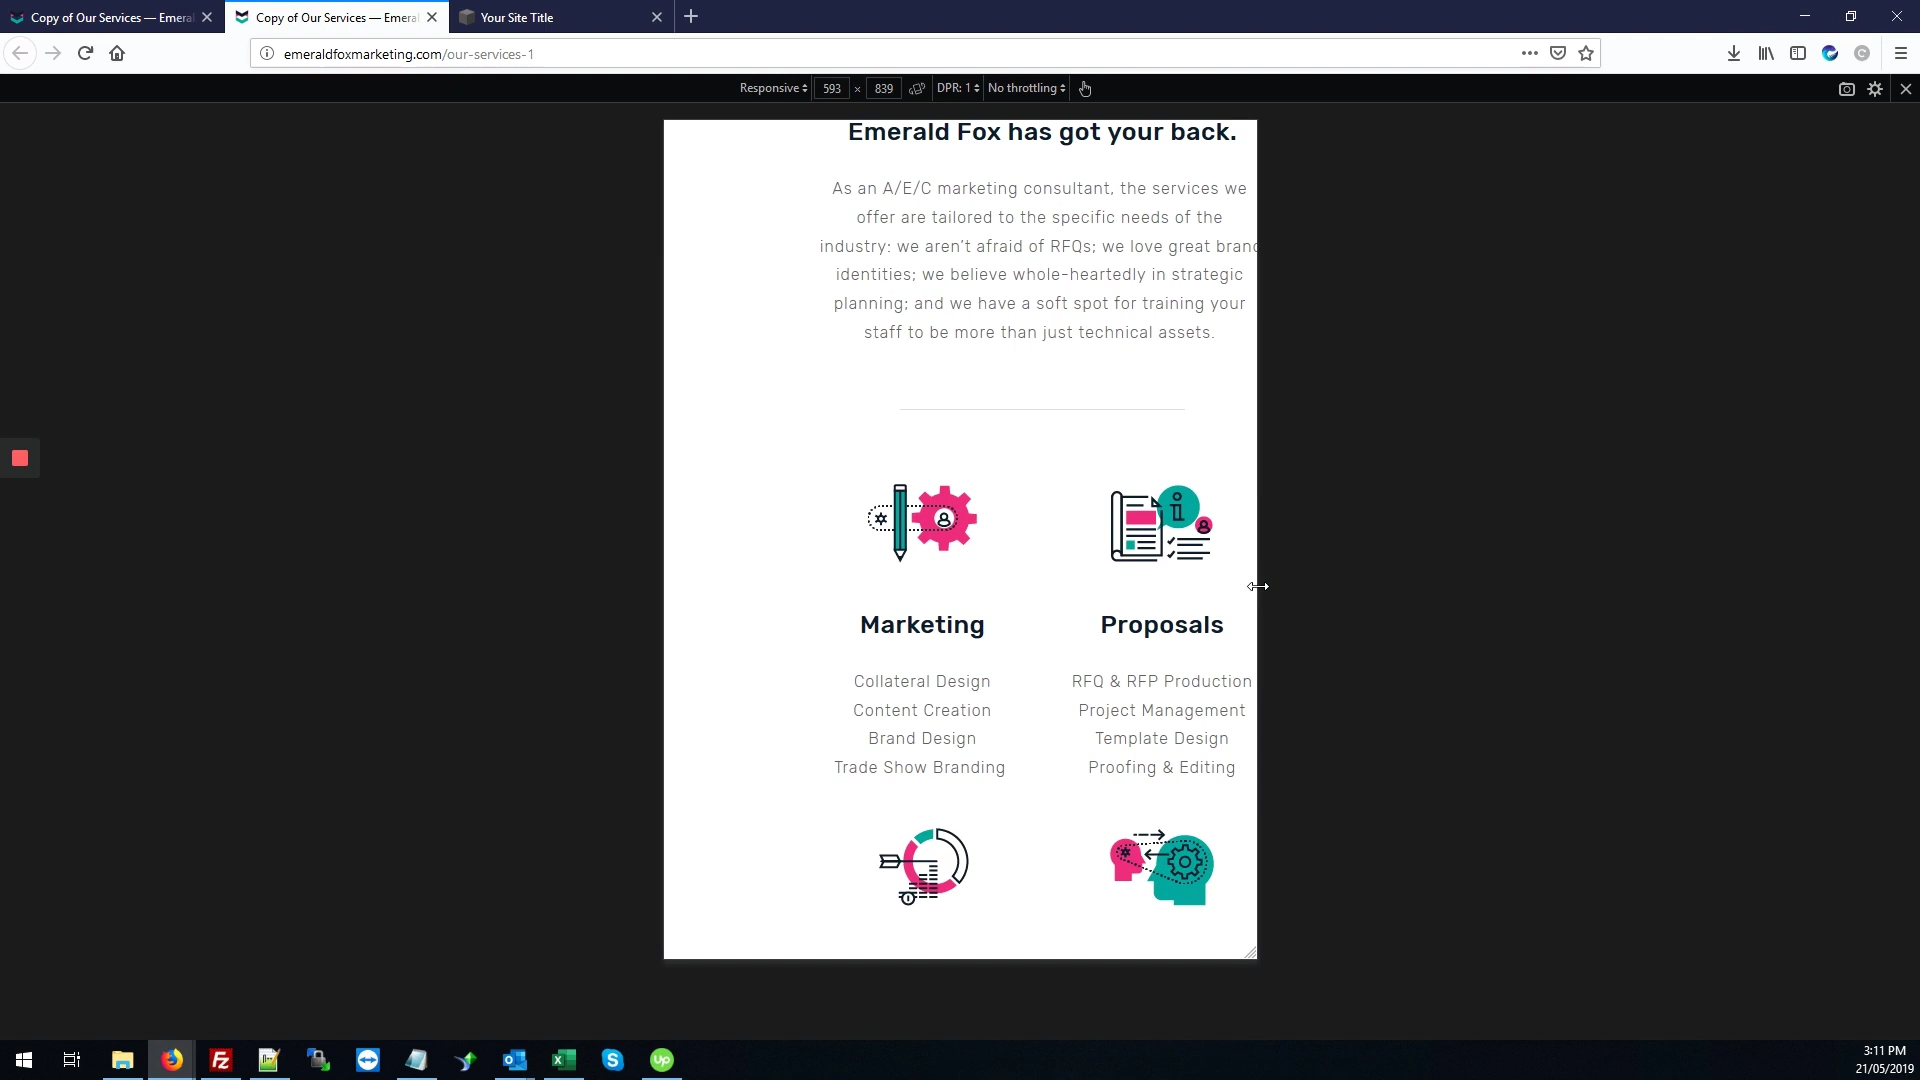 Copy of Our Services — Emeral
Copy of Our Services — Emeral
Your Site Title
emeraldfoxmarketing.com/our-services-1
Responsive
593 × 839
DPR: 1
No throttling
Emerald Fox has got your back.
As an A/E/C marketing consultant, the services we
offer are tailored to the specific needs of the
industry: we aren't afraid of RFQs; we love great brand
identities; we believe whole-heartedly in strategic
planning; and we have a soft spot for training your
staff to be more than just technical assets.
Marketing
Collateral Design
Content Creation
Brand Design
Trade Show Branding
Proposals
RFQ & RFP Production
Project Management
Template Design
Proofing & Editing
3:11 PM
21/05/2019